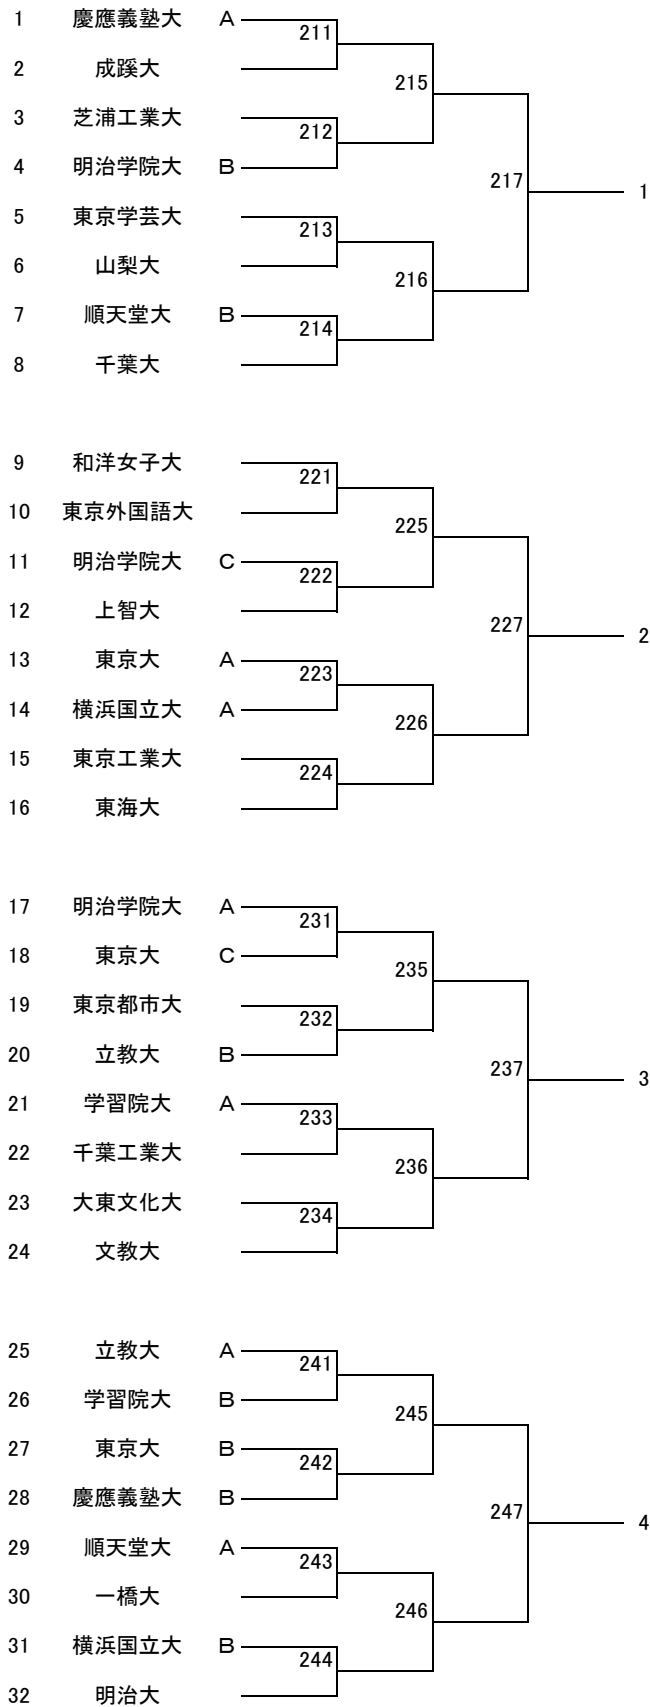 1 慶應義塾大 A
211
2 成蹊大
215
3 芝浦工業大
212
4 明治学院大 B
217 1
5 東京学芸大
213
6 山梨大
216
7 順天堂大 B
214
8 千葉大
9 和洋女子大
221
10 東京外国語大
225
11 明治学院大 C
222
12 上智大
227 2
13 東京大 A
223
14 横浜国立大 A
226
15 東京工業大
224
16 東海大
17 明治学院大 A
231
18 東京大 C
235
19 東京都市大
232
20 立教大 B
237 3
21 学習院大 A
233
22 千葉工業大
236
23 大東文化大
234
24 文教大
25 立教大 A
241
26 学習院大 B
245
27 東京大 B
242
28 慶應義塾大 B
247 4
29 順天堂大 A
243
30 一橋大
246
31 横浜国立大 B
244
32 明治大